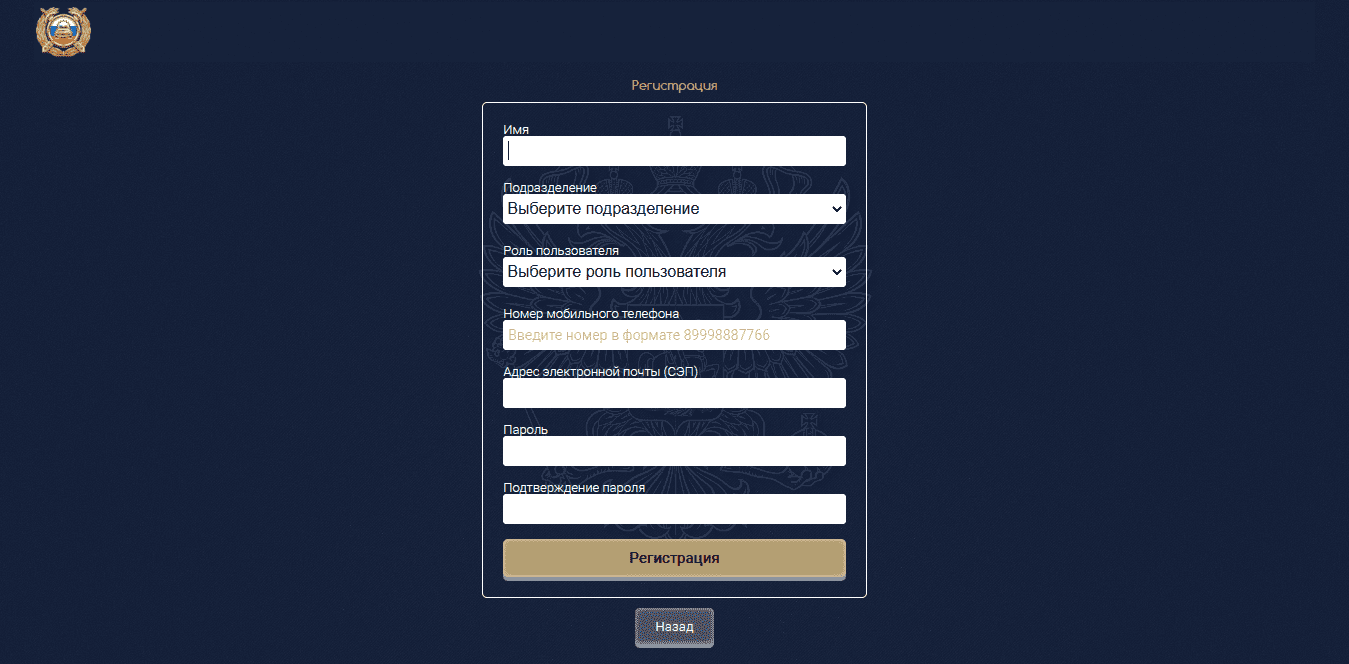 Регистрация
Имя
Подразделение
Выберите подразделение
Роль пользователя
Выберите роль пользователя
Номер мобильного телефона
Введите номер в формате 89998887766
Адрес электронной почты (СЭП)
Пароль
Подтверждение пароля
Регистрация
Назад